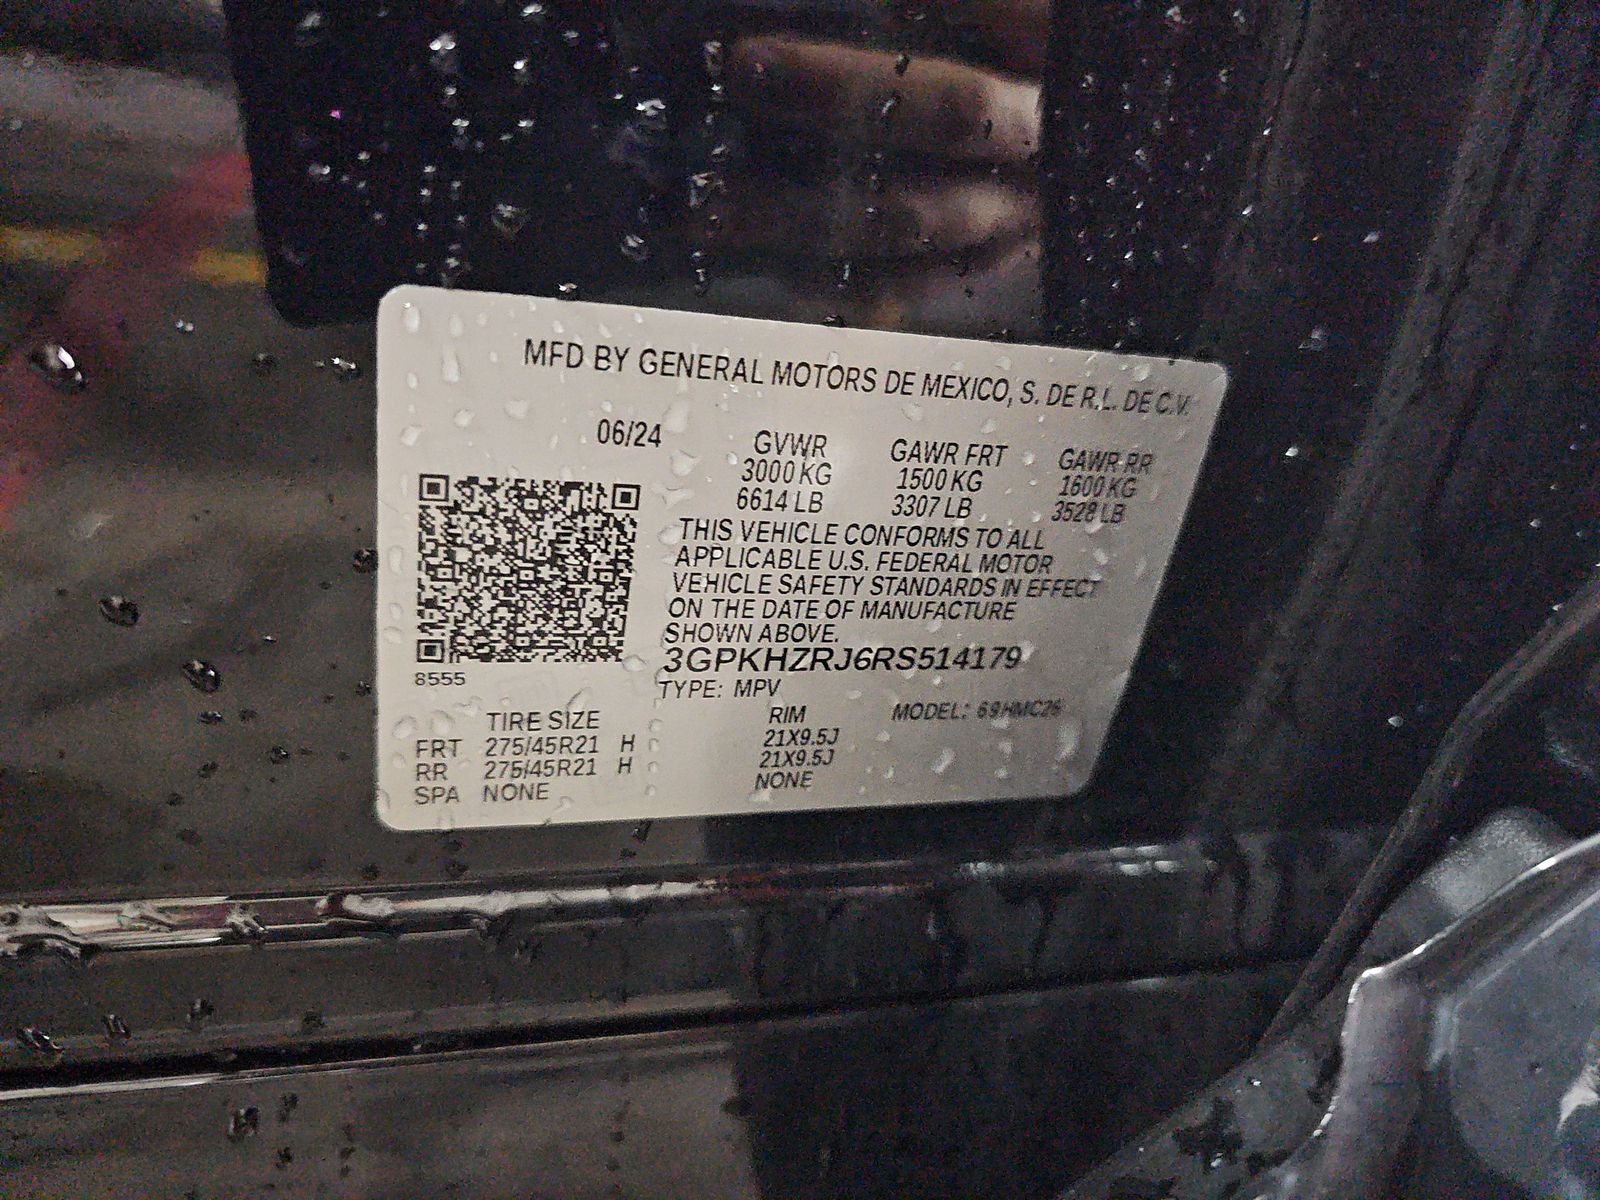 MFD BY GENERAL MOTORS DE MEXICO, S. DE R.L. DE C.V.
06/24
GVWR GAWR FRT GAWR RR
3000 KG 1500 KG 1600 KG
6614 LB 3307 LB 3528 LB
THIS VEHICLE CONFORMS TO ALL
APPLICABLE U.S. FEDERAL MOTOR
VEHICLE SAFETY STANDARDS IN EFFECT
ON THE DATE OF MANUFACTURE
SHOWN ABOVE.
3GPKHZRJ6RS514179
8555
TYPE: MPV MODEL: 6SHMC26
TIRE SIZE RIM
FRT 275/45R21 H 21X9.5J
RR 275/45R21 H 21X9.5J
SPA NONE NONE